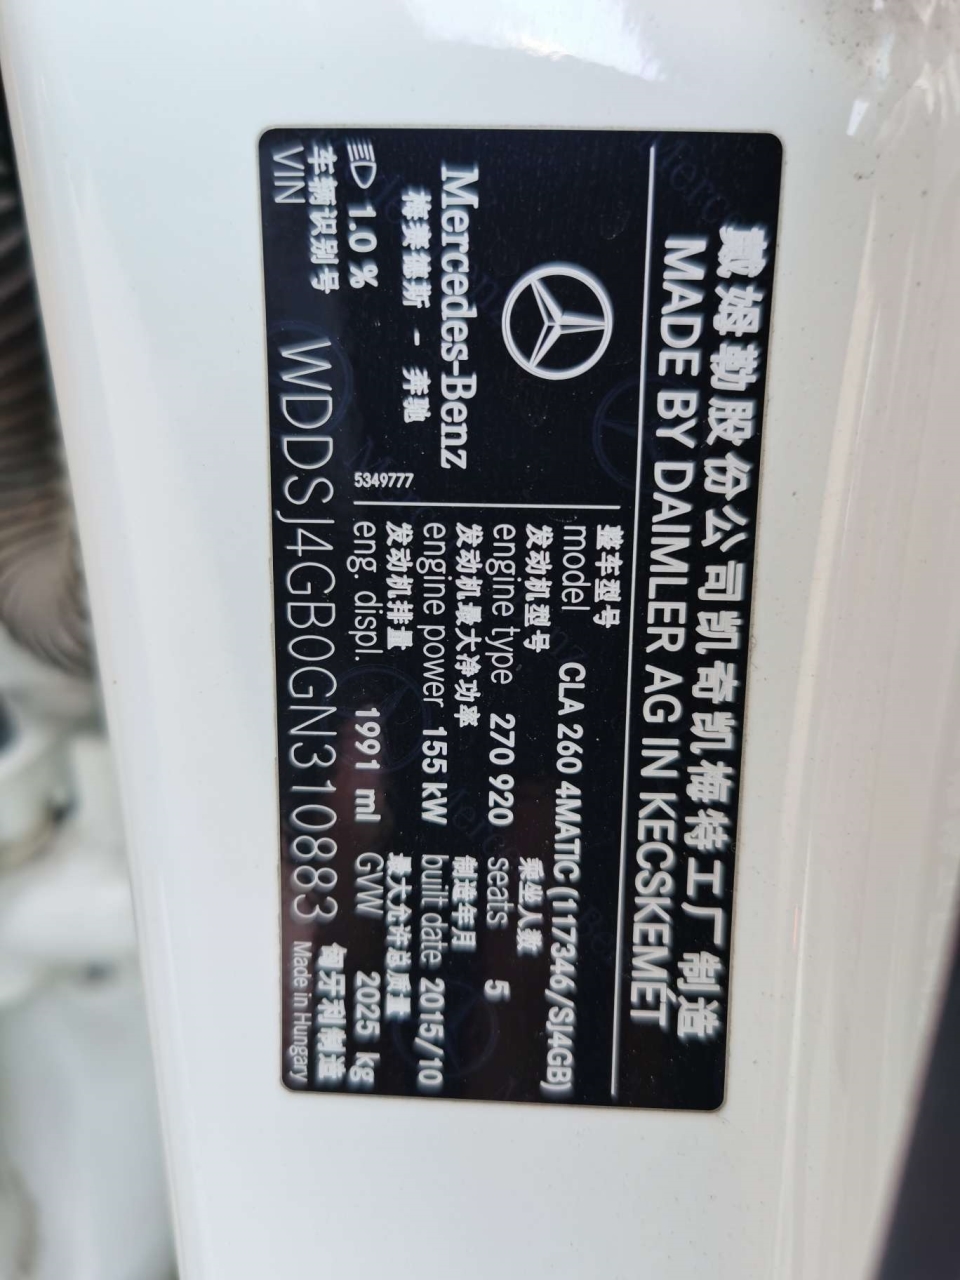 戴姆勒股份公司凯奇凯梅特工厂制造
MADE BY DAIMLER AG IN KECSKEMÉT
Mercedes-Benz
梅赛德斯 - 奔驰
1.0 %
5349777
整车型号
model CLA 260 4MATIC (117346/SJ4GB)
发动机型号 乘坐人数
engine type 270 920 seats 5
发动机最大净功率 制造年月
engine power 155 kW built date 2015/10
发动机排量 最大允许总质量
eng. displ. 1991 ml GVW 2025 kg
车辆识别号 匈牙利制造
VIN WDDSJ4GB0GN310883 Made in Hungary